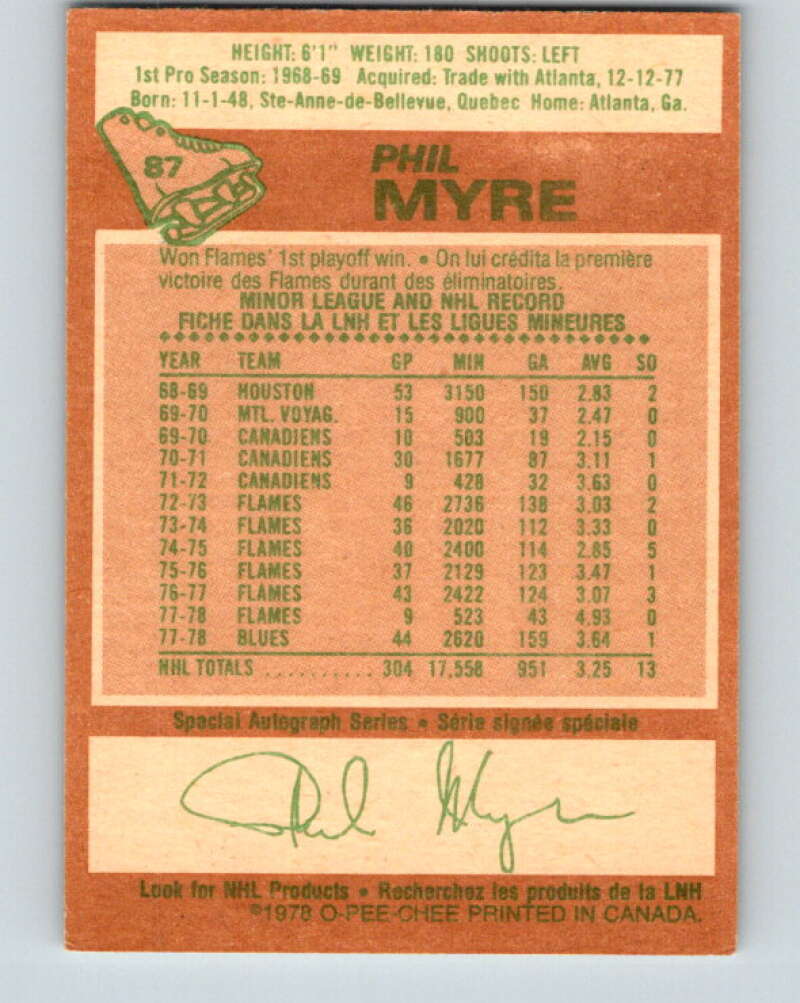 HEIGHT: 6'1" WEIGHT: 180 SHOOTS: LEFT
1st Pro Season: 1968-69 Acquired: Trade with Atlanta, 12-12-77
Born: 11-1-48, Ste-Anne-de-Bellevue, Quebec Home: Atlanta, Ga.
87
PHIL
MYRE
Won Flames' 1st playoff win. • On lui crédita la première
victoire des Flames durant des éliminatoires.
MINOR LEAGUE AND NHL RECORD
FICHE DANS LA LNH ET LES LIGUES MINEURES
YEAR TEAM GP MIN GA AVG SO
68-69 HOUSTON 53 3150 150 2.83 2
69-70 MTL. VOYAG. 15 900 37 2.47 0
69-70 CANADIENS 10 503 19 2.15 0
70-71 CANADIENS 30 1677 87 3.11 1
71-72 CANADIENS 9 428 32 3.63 0
72-73 FLAMES 46 2736 138 3.03 2
73-74 FLAMES 36 2020 112 3.33 0
74-75 FLAMES 40 2400 114 2.85 5
75-76 FLAMES 37 2129 123 3.47 1
76-77 FLAMES 43 2422 124 3.07 3
77-78 FLAMES 9 523 43 4.93 0
77-78 BLUES 44 2620 159 3.64 1
NHL TOTALS .......... 304 17,558 951 3.25 13
Special Autograph Series • Série signée spéciale
Phil Myre
Look for NHL Products • Recherchez les produits de la LNH
©1978 O-PEE-CHEE PRINTED IN CANADA.